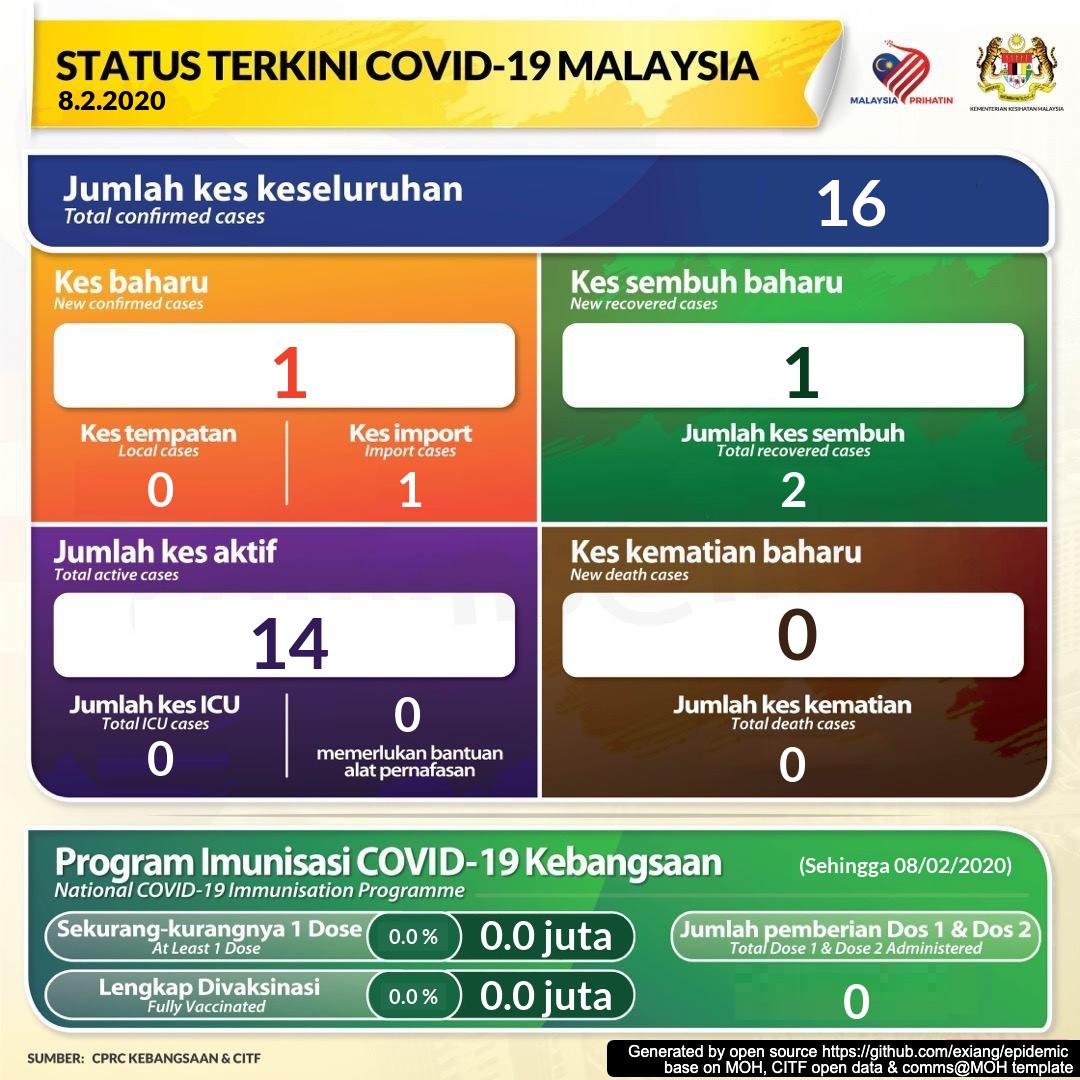 STATUS TERKINI COVID-19 MALAYSIA
8.2.2020
MALAYSIA PRIHATIN
KEMENTERIAN KESIHATAN MALAYSIA
Jumlah kes keseluruhan
Total confirmed cases
16
Kes baharu
New confirmed cases
1
Kes tempatan
Local cases
0
Kes import
Import cases
1
Kes sembuh baharu
New recovered cases
1
Jumlah kes sembuh
Total recovered cases
2
Jumlah kes aktif
Total active cases
14
Jumlah kes ICU
Total ICU cases
0
0
memerlukan bantuan
alat pernafasan
Kes kematian baharu
New death cases
0
Jumlah kes kematian
Total death cases
0
Program Imunisasi COVID-19 Kebangsaan
National COVID-19 Immunisation Programme
(Sehingga 08/02/2020)
Sekurang-kurangnya 1 Dose
At Least 1 Dose
0.0 %
0.0 juta
Lengkap Divaksinasi
Fully Vaccinated
0.0 %
0.0 juta
Jumlah pemberian Dos 1 & Dos 2
Total Dose 1 & Dose 2 Administered
0
SUMBER: CPRC KEBANGSAAN & CITF
Generated by open source https://github.com/exiang/epidemic
base on MOH, CITF open data & comms@MOH template